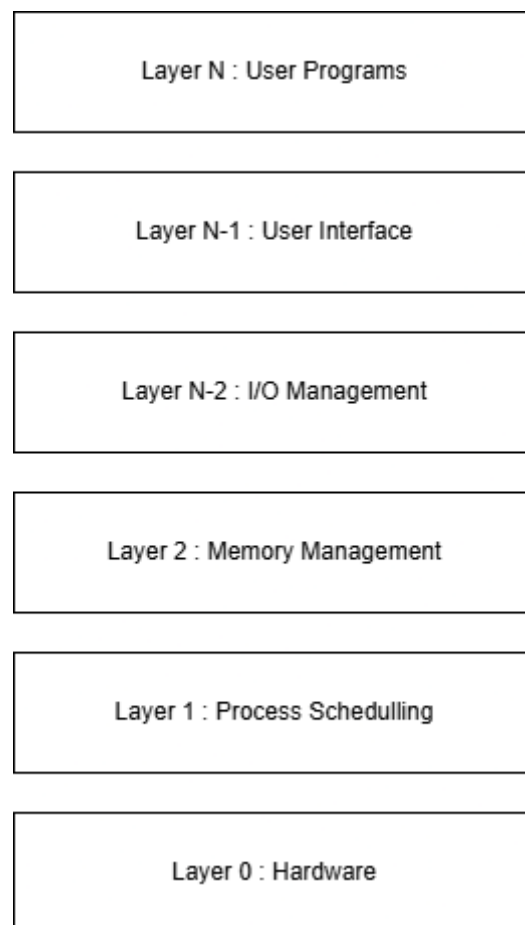 Layer N : User Programs
Layer N-1 : User Interface
Layer N-2 : I/O Management
Layer 2 : Memory Management
Layer 1 : Process Schedulling
Layer 0 : Hardware